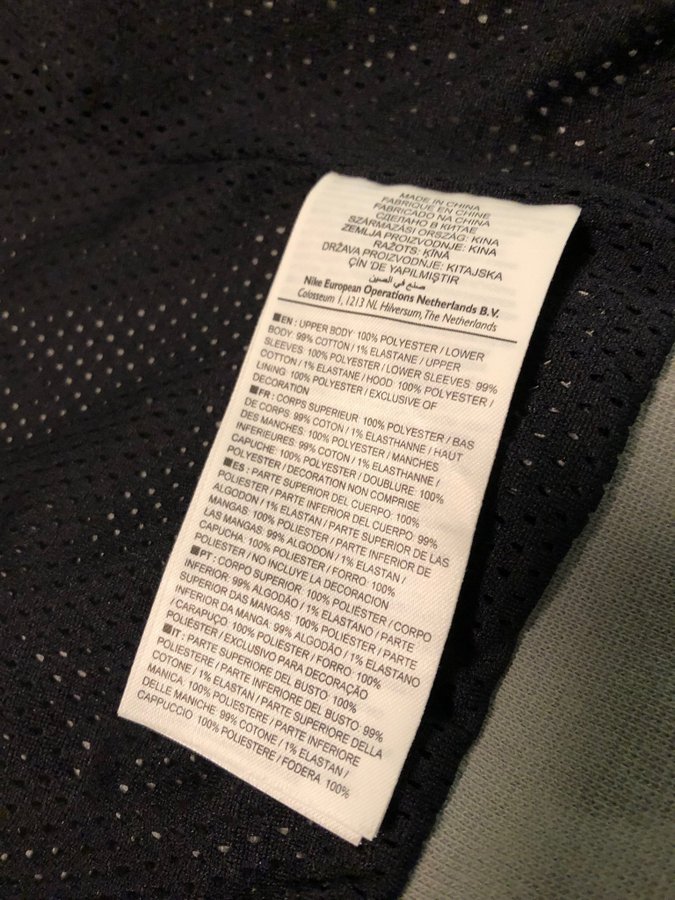 MADE IN CHINA
FABRIQUE EN CHINE
FABRICADO NA CHINA
СДЕЛАНО В КИТАЕ
SZÁRMAZÁSI ORSZÁG: KINA
ZEMLJA PROIZVODNJE: KINA
RAŽOTS: ĶĪNĀ
DRŽAVA PROIZVODNJE: KITAJSKA
ÇİN 'DE YAPILMIŞTIR
صنع في الصين
Nike European Operations Netherlands B.V.
Colosseum 1, 1213 NL Hilversum, The Netherlands
EN : UPPER BODY: 100% POLYESTER / LOWER
BODY: 99% COTTON / 1% ELASTANE / UPPER
SLEEVES: 100% POLYESTER / LOWER SLEEVES: 99%
COTTON / 1% ELASTANE / HOOD: 100% POLYESTER /
LINING: 100% POLYESTER / EXCLUSIVE OF
DECORATION
FR : CORPS SUPERIEUR: 100% POLYESTER / BAS
DE CORPS: 99% COTON / 1% ELASTHANNE / HAUT
DES MANCHES: 100% POLYESTER / MANCHES
INFERIEURES: 99% COTON / 1% ELASTHANNE /
CAPUCHE: 100% POLYESTER / DOUBLURE: 100%
POLYESTER / DECORATION NON COMPRISE
ES : PARTE SUPERIOR DEL CUERPO: 100%
POLIESTER / PARTE INFERIOR DEL CUERPO: 99%
ALGODON / 1% ELASTAN / PARTE SUPERIOR DE LAS
MANGAS: 100% POLIESTER / PARTE INFERIOR DE
LAS MANGAS: 99% ALGODON / 1% ELASTAN /
CAPUCHA: 100% POLIESTER / FORRO: 100%
POLIESTER / NO INCLUYE LA DECORACION
PT : CORPO SUPERIOR: 100% POLIÉSTER / CORPO
INFERIOR: 99% ALGODÃO / 1% ELASTANO / PARTE
SUPERIOR DAS MANGAS: 100% POLIÉSTER / PARTE
INFERIOR DA MANGA: 99% ALGODÃO / 1% ELASTANO
/ CARAPUÇO: 100% POLIÉSTER / FORRO: 100%
POLIÉSTER / EXCLUSIVO PARA DECORAÇÃO
IT : PARTE SUPERIORE DEL BUSTO: 100%
POLIESTERE / PARTE INFERIORE DEL BUSTO: 99%
COTONE / 1% ELASTAN / PARTE SUPERIORE DELLA
MANICA: 100% POLIESTERE / PARTE INFERIORE
DELLE MANICHE: 99% COTONE / 1% ELASTAN /
CAPPUCCIO: 100% POLIESTERE / FODERA: 100%